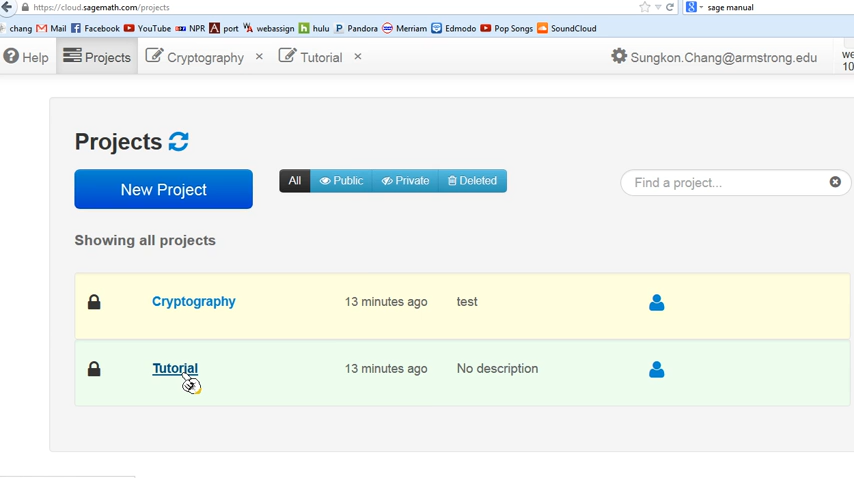 https://cloud.sagemath.com/projects
sage manual
chang Mail Facebook YouTube NPR port webassign hulu Pandora Merriam Edmodo Pop Songs SoundCloud
Help Projects Cryptography × Tutorial × Sungkon.Chang@armstrong.edu
10
Projects
New Project All Public Private Deleted Find a project...
Showing all projects
Cryptography 13 minutes ago test
Tutorial 13 minutes ago No description